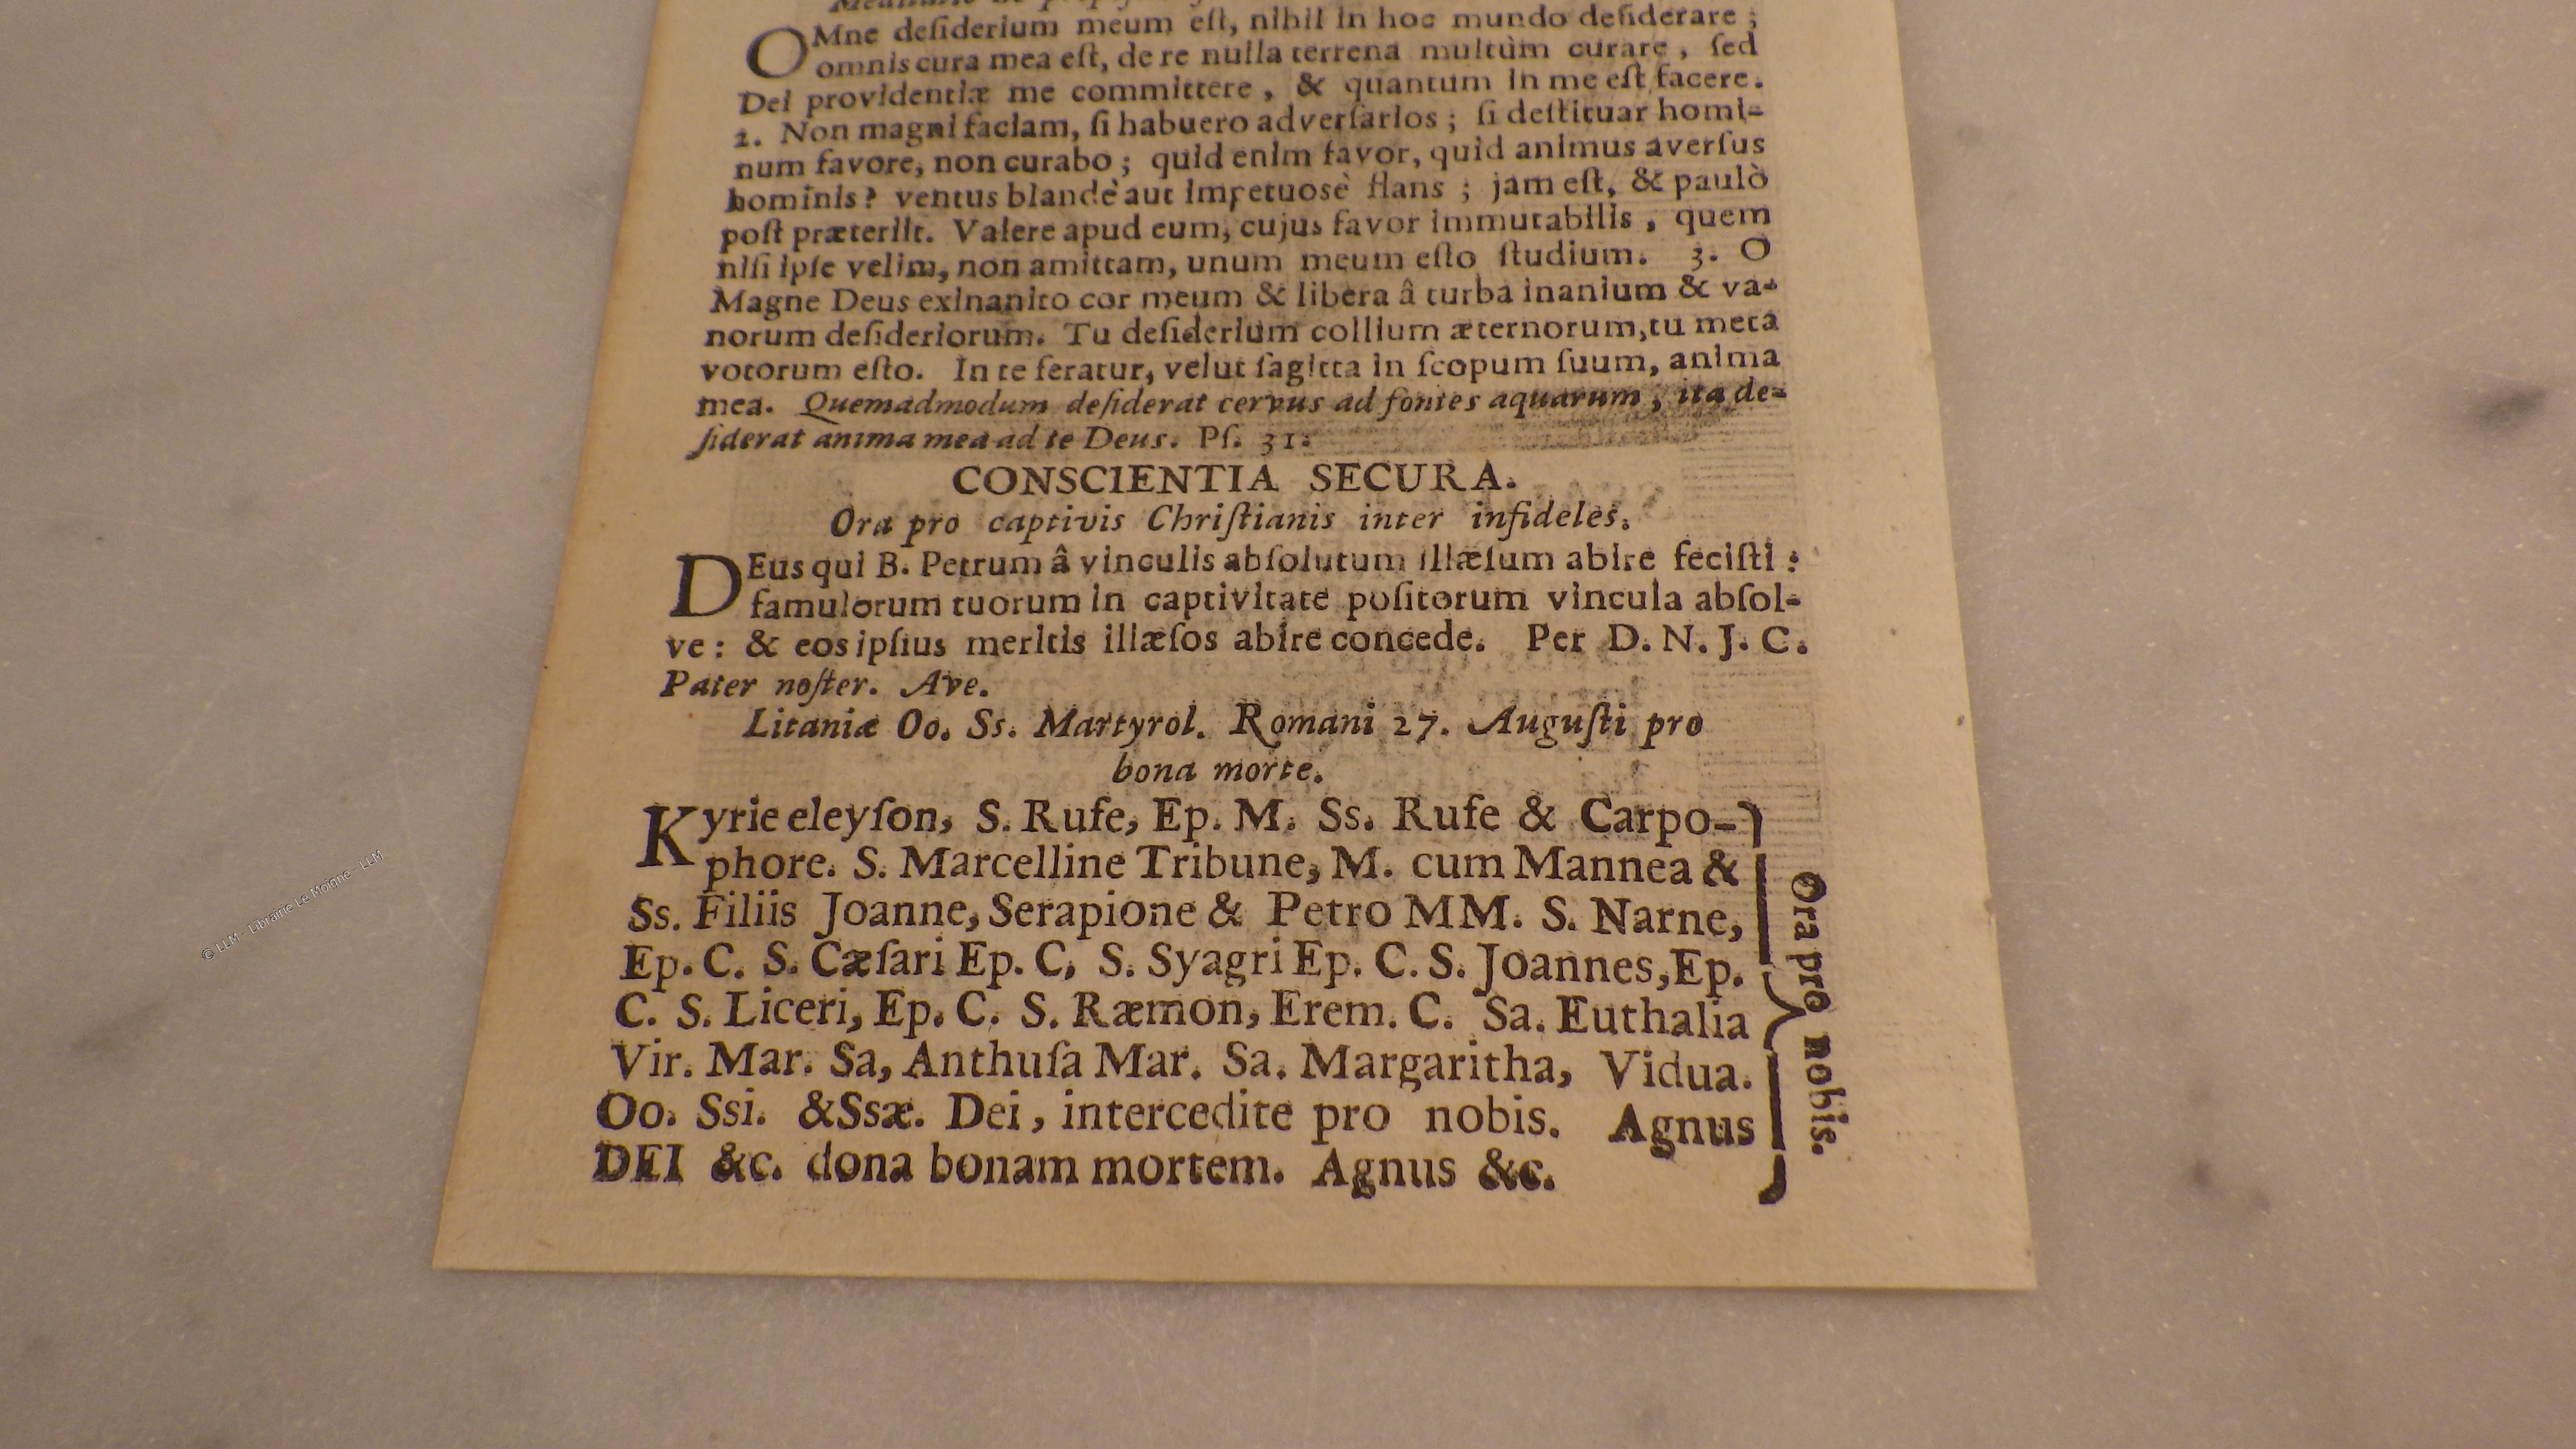 OMne deſiderium meum eſt, nihil in hoc mundo deſiderare ;
omnis cura mea eſt, de re nulla terrena multùm curare , ſed
Dei providentiæ me committere , & quantum in me eſt facere.
2. Non magni faciam, ſi habuero adverſarios ; ſi deſtituar homi-
num favore, non curabo ; quid enim favor, quid animus averſus
hominis ? ventus blandè aut impetuosè flans ; jam eſt, & paulò
poſt præteriit. Valere apud eum, cujus favor immutabilis , quem
niſi ipſe velim, non amittam, unum meum eſto ſtudium. 3. O
Magne Deus exinanito cor meum & libera â turba inanium & va-
norum deſideriorum. Tu deſiderium collium æternorum, tu meta
votorum eſto. In te feratur, velut ſagitta in ſcopum ſuum, anima
mea. Quemadmodum deſiderat cervus ad fontes aquarum ; ita de-
ſiderat anima mea ad te Deus. Pſ. 31.
CONSCIENTIA SECURA.
Ora pro captivis Chriſtianis inter infideles.
DEus qui B. Petrum â vinculis abſolutum illæſum abire feciſti :
famulorum tuorum in captivitate poſitorum vincula abſol-
ve : & eos ipſius meritis illæſos abire concede. Per D. N. J. C.
Pater noſter. Ave.
Litaniæ Oo. Ss. Martyrol. Romani 27. Auguſti pro
bona morte.
Kyrie eleyſon, S. Rufe, Ep. M. Ss. Rufe & Carpo-
phore. S. Marcelline Tribune, M. cum Mannea &
Ss. Filiis Joanne, Serapione & Petro MM. S. Narne,
Ep. C. S. Cæſari Ep. C, S. Syagri Ep. C. S. Joannes, Ep.
C. S. Liceri, Ep. C. S. Ræmon, Erem. C. Sa. Euthalia
Vir. Mar. Sa, Anthuſa Mar. Sa. Margaritha, Vidua.
Oo. Ssi. & Ssæ. Dei , intercedite pro nobis. Agnus
DEI &c. dona bonam mortem. Agnus &c.
Ora pro nobis.
© LLM - Librairie Le Moigne - LLM